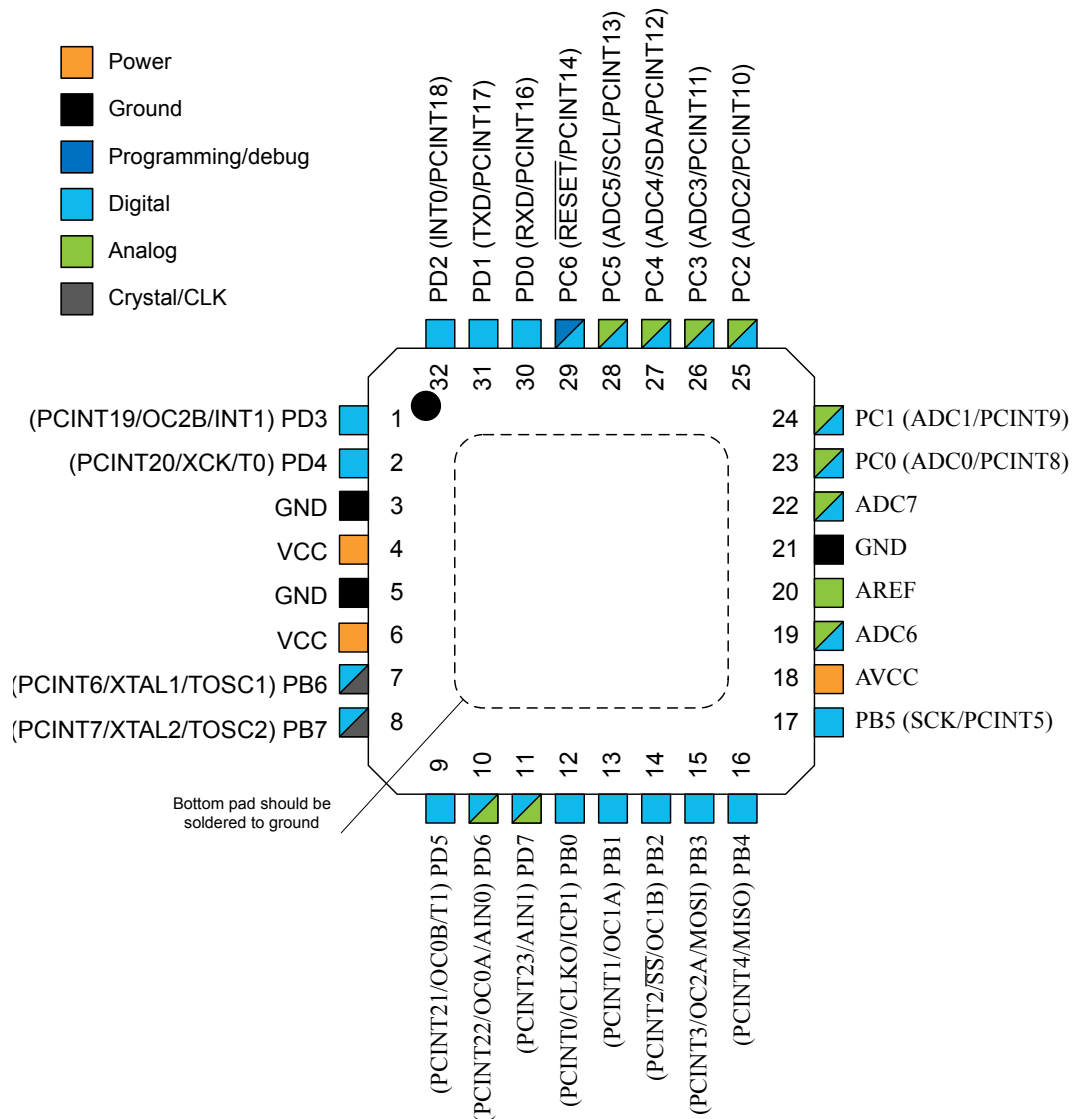 Power
Ground
Programming/debug
Digital
Analog
Crystal/CLK
PD2 (INT0/PCINT18)
PD1 (TXD/PCINT17)
PD0 (RXD/PCINT16)
PC6 (RESET/PCINT14)
PC5 (ADC5/SCL/PCINT13)
PC4 (ADC4/SDA/PCINT12)
PC3 (ADC3/PCINT11)
PC2 (ADC2/PCINT10)
32
31
30
29
28
27
26
25
(PCINT19/OC2B/INT1) PD3
1
(PCINT20/XCK/T0) PD4
2
GND
3
VCC
4
GND
5
VCC
6
(PCINT6/XTAL1/TOSC1) PB6
7
(PCINT7/XTAL2/TOSC2) PB7
8
24
PC1 (ADC1/PCINT9)
23
PC0 (ADC0/PCINT8)
22
ADC7
21
GND
20
AREF
19
ADC6
18
AVCC
17
PB5 (SCK/PCINT5)
9
10
11
12
13
14
15
16
Bottom pad should be
soldered to ground
(PCINT21/OC0B/T1) PD5
(PCINT22/OC0A/AIN0) PD6
(PCINT23/AIN1) PD7
(PCINT0/CLKO/ICP1) PB0
(PCINT1/OC1A) PB1
(PCINT2/SS/OC1B) PB2
(PCINT3/OC2A/MOSI) PB3
(PCINT4/MISO) PB4